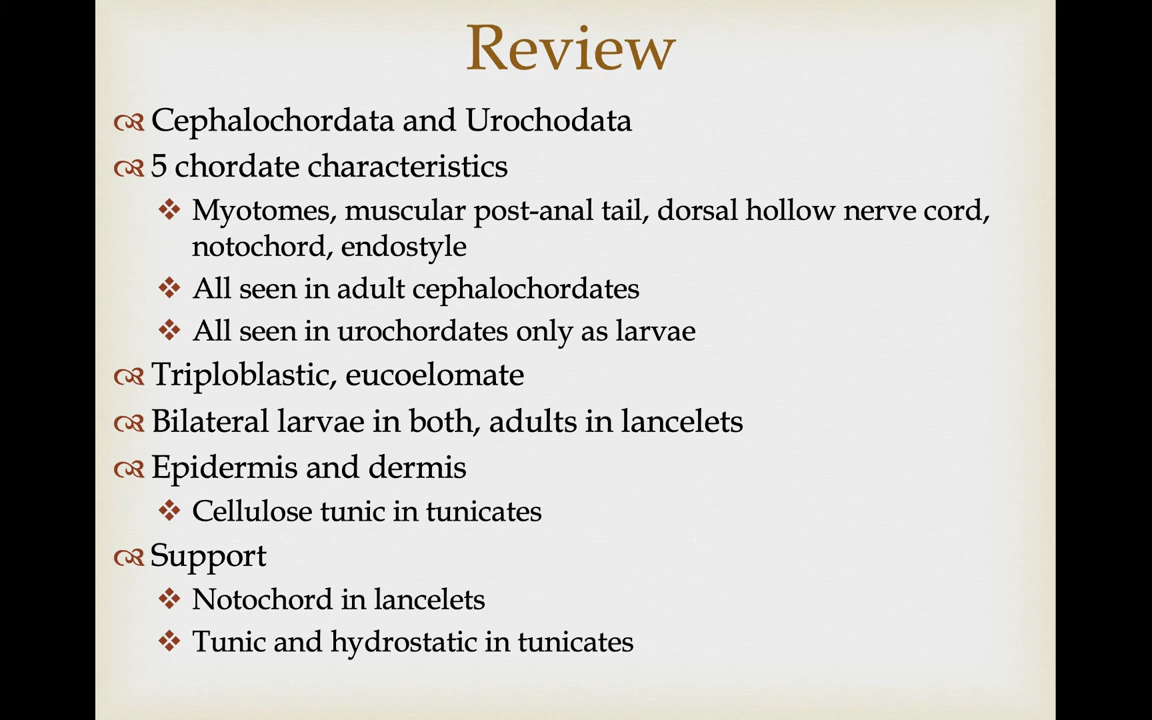 Review
Cephalochordata and Urochodata
5 chordate characteristics
Myotomes, muscular post-anal tail, dorsal hollow nerve cord,
notochord, endostyle
All seen in adult cephalochordates
All seen in urochordates only as larvae
Triploblastic, eucoelomate
Bilateral larvae in both, adults in lancelets
Epidermis and dermis
Cellulose tunic in tunicates
Support
Notochord in lancelets
Tunic and hydrostatic in tunicates